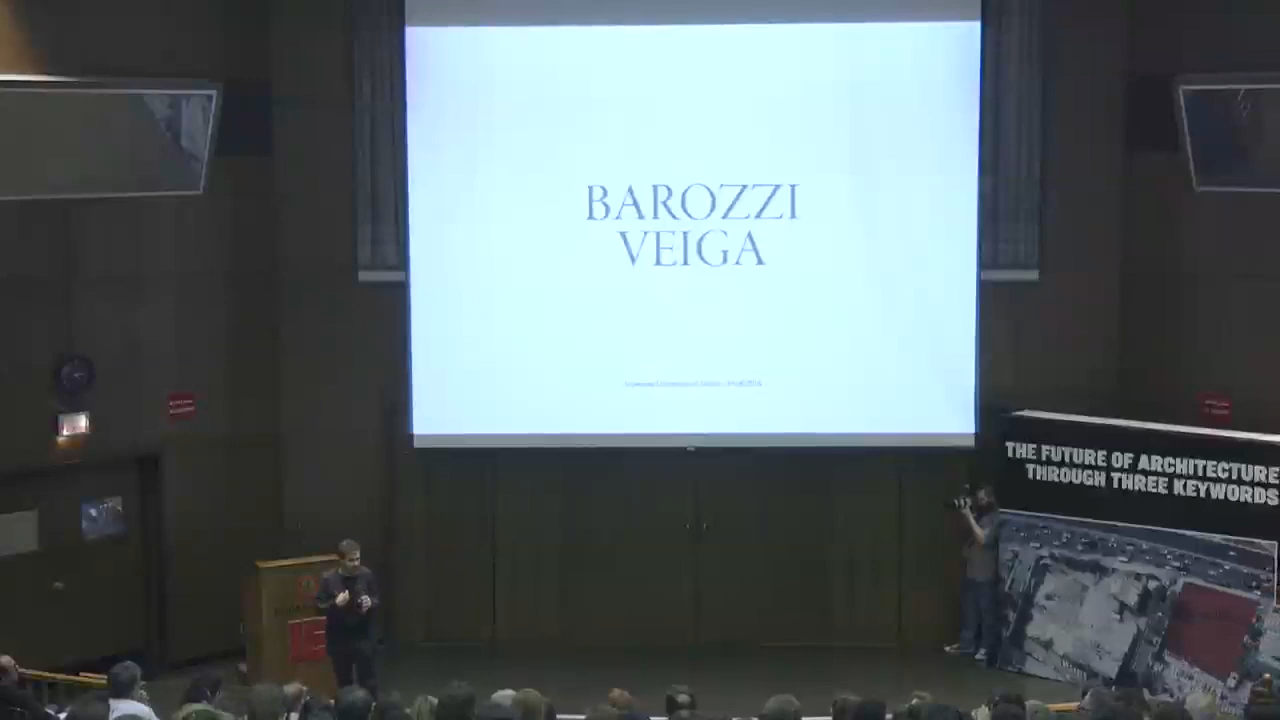 BAROZZI
VEIGA
THE FUTURE OF ARCHITECTURE
THROUGH THREE KEYWORDS